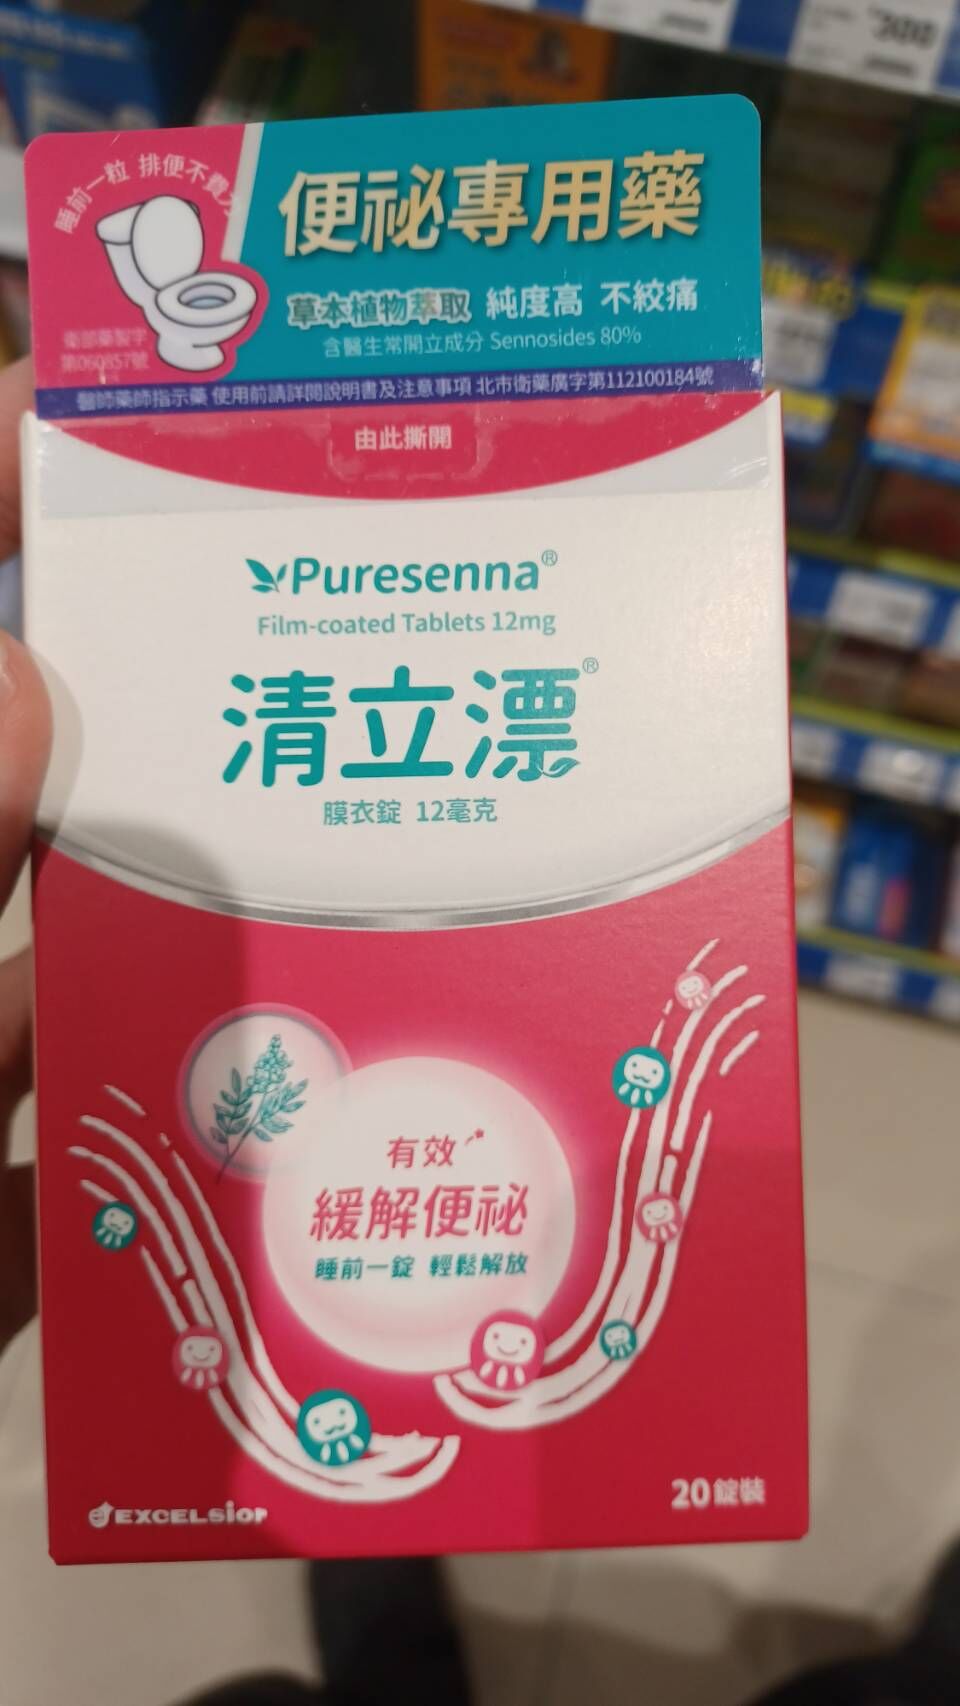 睡前一粒 排便不費力
衛部藥製字
第060857號
便祕專用藥
草本植物萃取 純度高 不絞痛
含醫生常開立成分 Sennosides 80%
醫師藥師指示藥 使用前請詳閱說明書及注意事項 北市衛藥廣字第112100184號
由此撕開
Puresenna®
Film-coated Tablets 12mg
清立漂®
膜衣錠 12毫克
有效
緩解便祕
睡前一錠 輕鬆解放
20錠裝
EXCELSIOR
300